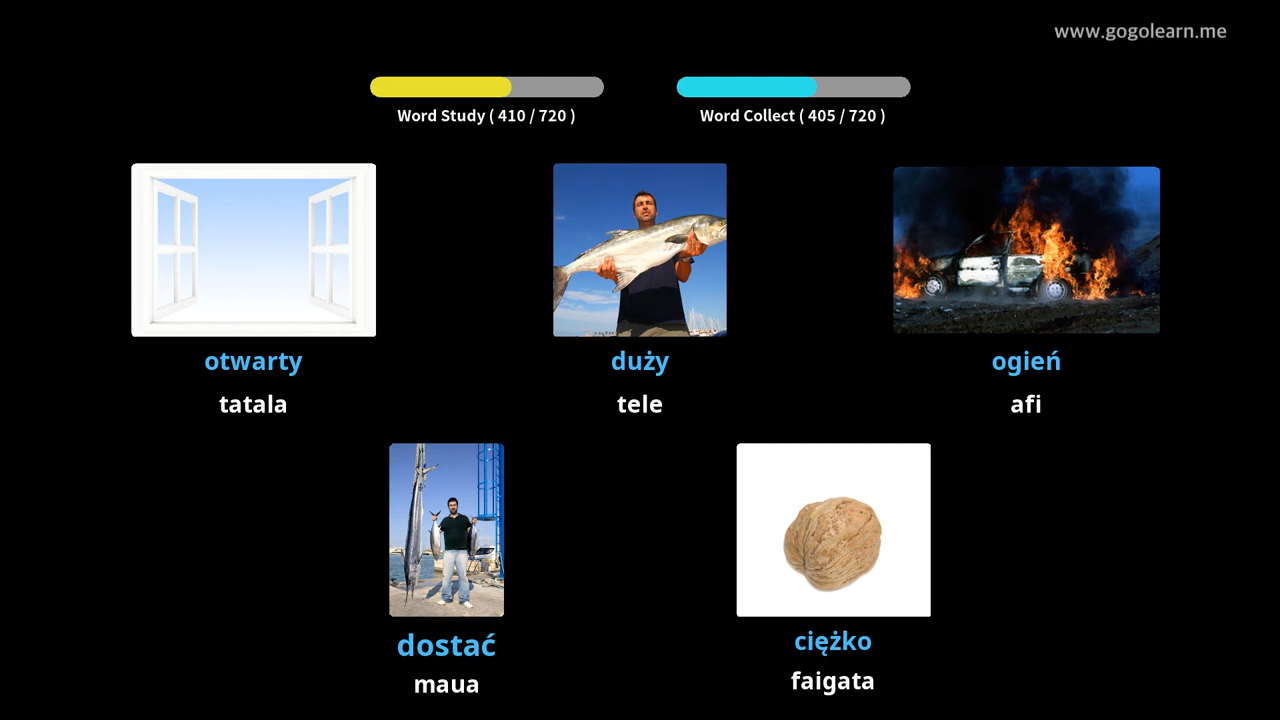 www.gogolearn.me
Word Study ( 410 / 720 )
Word Collect ( 405 / 720 )
otwarty
tatala
duży
tele
ogień
afi
dostać
maua
ciężko
faigata